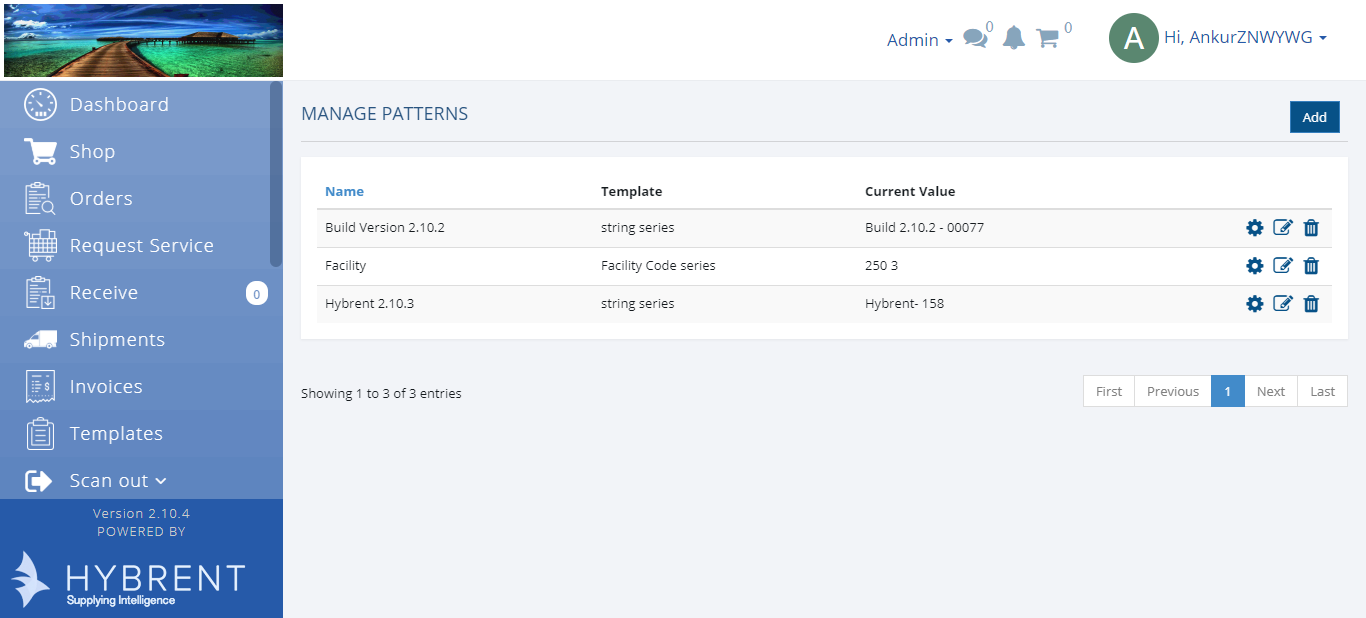 Admin 0 0 A Hi, AnkurZNWYWG
Dashboard
Shop
Orders
Request Service
Receive 0
Shipments
Invoices
Templates
Scan out
Version 2.10.4
POWERED BY
HYBRENT
Supplying Intelligence
MANAGE PATTERNS
Add
Name Template Current Value
Build Version 2.10.2 string series Build 2.10.2 - 00077
Facility Facility Code series 250 3
Hybrent 2.10.3 string series Hybrent- 158
Showing 1 to 3 of 3 entries
First Previous 1 Next Last